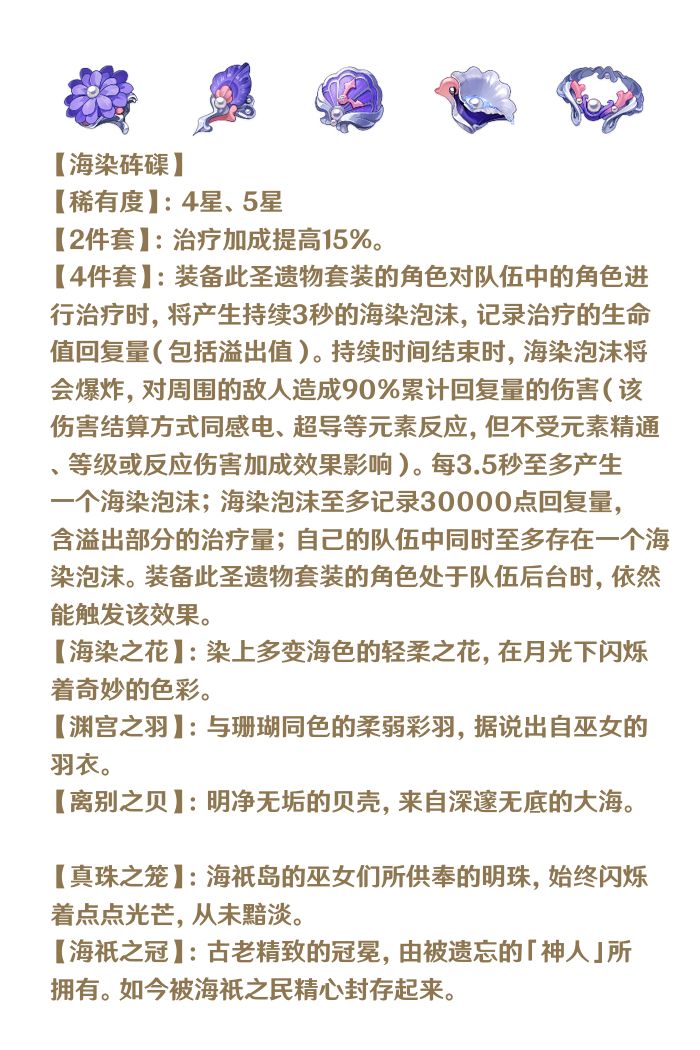 【海染砗磲】
【稀有度】：4星、5星
【2件套】：治疗加成提高15%。
【4件套】：装备此圣遗物套装的角色对队伍中的角色进
行治疗时，将产生持续3秒的海染泡沫，记录治疗的生命
值回复量（包括溢出值）。持续时间结束时，海染泡沫将
会爆炸，对周围的敌人造成90%累计回复量的伤害（该
伤害结算方式同感电、超导等元素反应，但不受元素精通
、等级或反应伤害加成效果影响）。每3.5秒至多产生
一个海染泡沫；海染泡沫至多记录30000点回复量，
含溢出部分的治疗量；自己的队伍中同时至多存在一个海
染泡沫。装备此圣遗物套装的角色处于队伍后台时，依然
能触发该效果。
【海染之花】：染上多变海色的轻柔之花，在月光下闪烁
着奇妙的色彩。
【渊宫之羽】：与珊瑚同色的柔弱彩羽，据说出自巫女的
羽衣。
【离别之贝】：明净无垢的贝壳，来自深邃无底的大海。
【真珠之笼】：海祇岛的巫女们所供奉的明珠，始终闪烁
着点点光芒，从未黯淡。
【海祇之冠】：古老精致的冠冕，由被遗忘的「神人」所
拥有。如今被海祇之民精心封存起来。